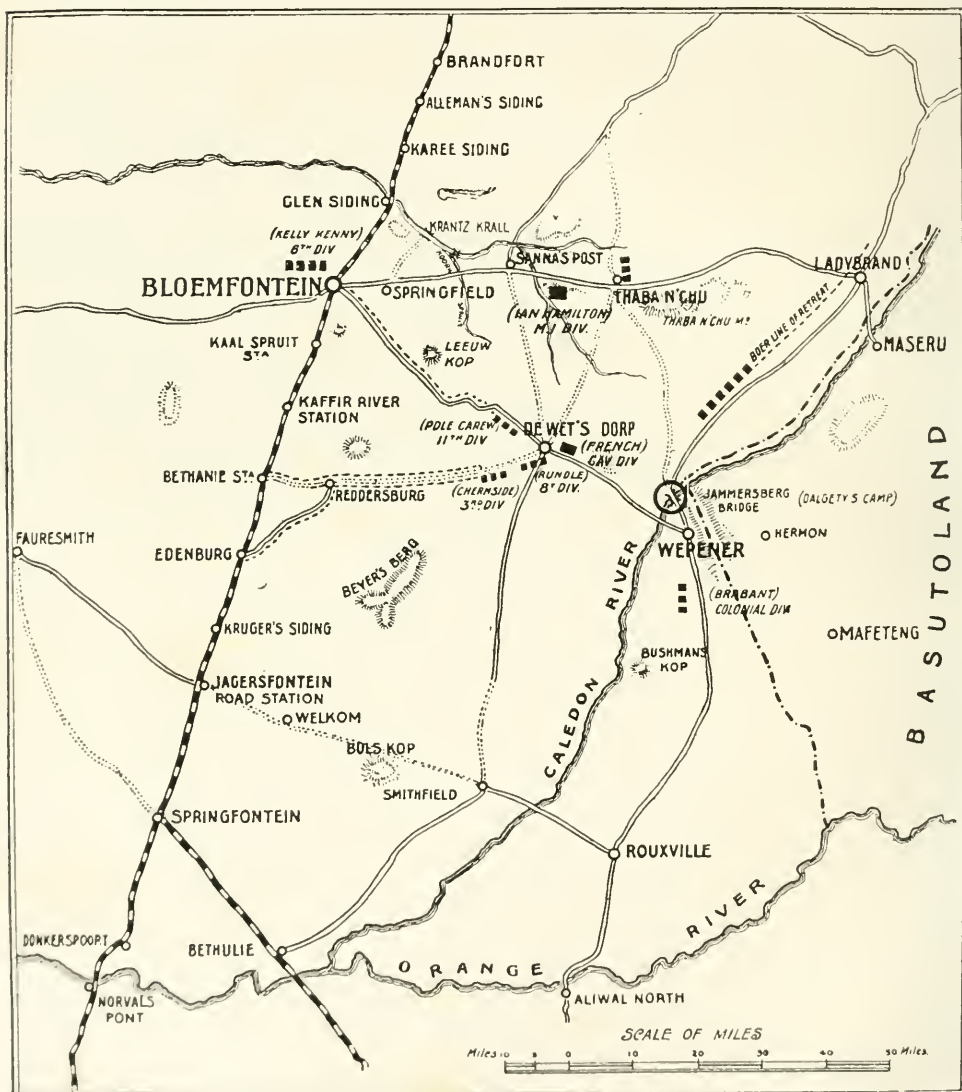 BRANDFORT
ALLEMAN'S SIDING
KAREE SIDING
GLEN SIDING
KRANTZ KRALL
(KELLY KENNY)
6TH DIV
SANNA'S POST
LADYBRAND
BLOEMFONTEIN
SPRINGFIELD
THABA N'CHU
(IAN HAMILTON)
M.I DIV.
THABA N'CHU MT
BOER LINE OF RETREAT
KAAL SPRUIT
STA
LEEUW
KOP
MASERU
KAFFIR RIVER
STATION
(POLE CAREW)
11TH DIV
DE WET'S DORP
(FRENCH)
CAV DIV
BETHANIE STA
REDDERSBURG
(CHERMSIDE)
3RD DIV
(RUNDLE)
8T DIV.
JAMMERSBERG
BRIDGE
(DALGETY S CAMP)
FAURESMITH
HERMON
EDENBURG
WEPENER
BEYER'S BERG
(BRABANT)
COLONIAL DIV.
KRUGER'S SIDING
MAFETENG
BUSHMANS
KOP
JAGERSFONTEIN
ROAD STATION
WELKOM
BOLS KOP
CALEDON RIVER
BASUTOLAND
SMITHFIELD
SPRINGFONTEIN
ROUXVILLE
DONKERSPOORT
BETHULIE
ORANGE RIVER
NORVALS
PONT
ALIWAL NORTH
SCALE OF MILES
Miles 10 5 0 10 20 30 40 50 Miles.